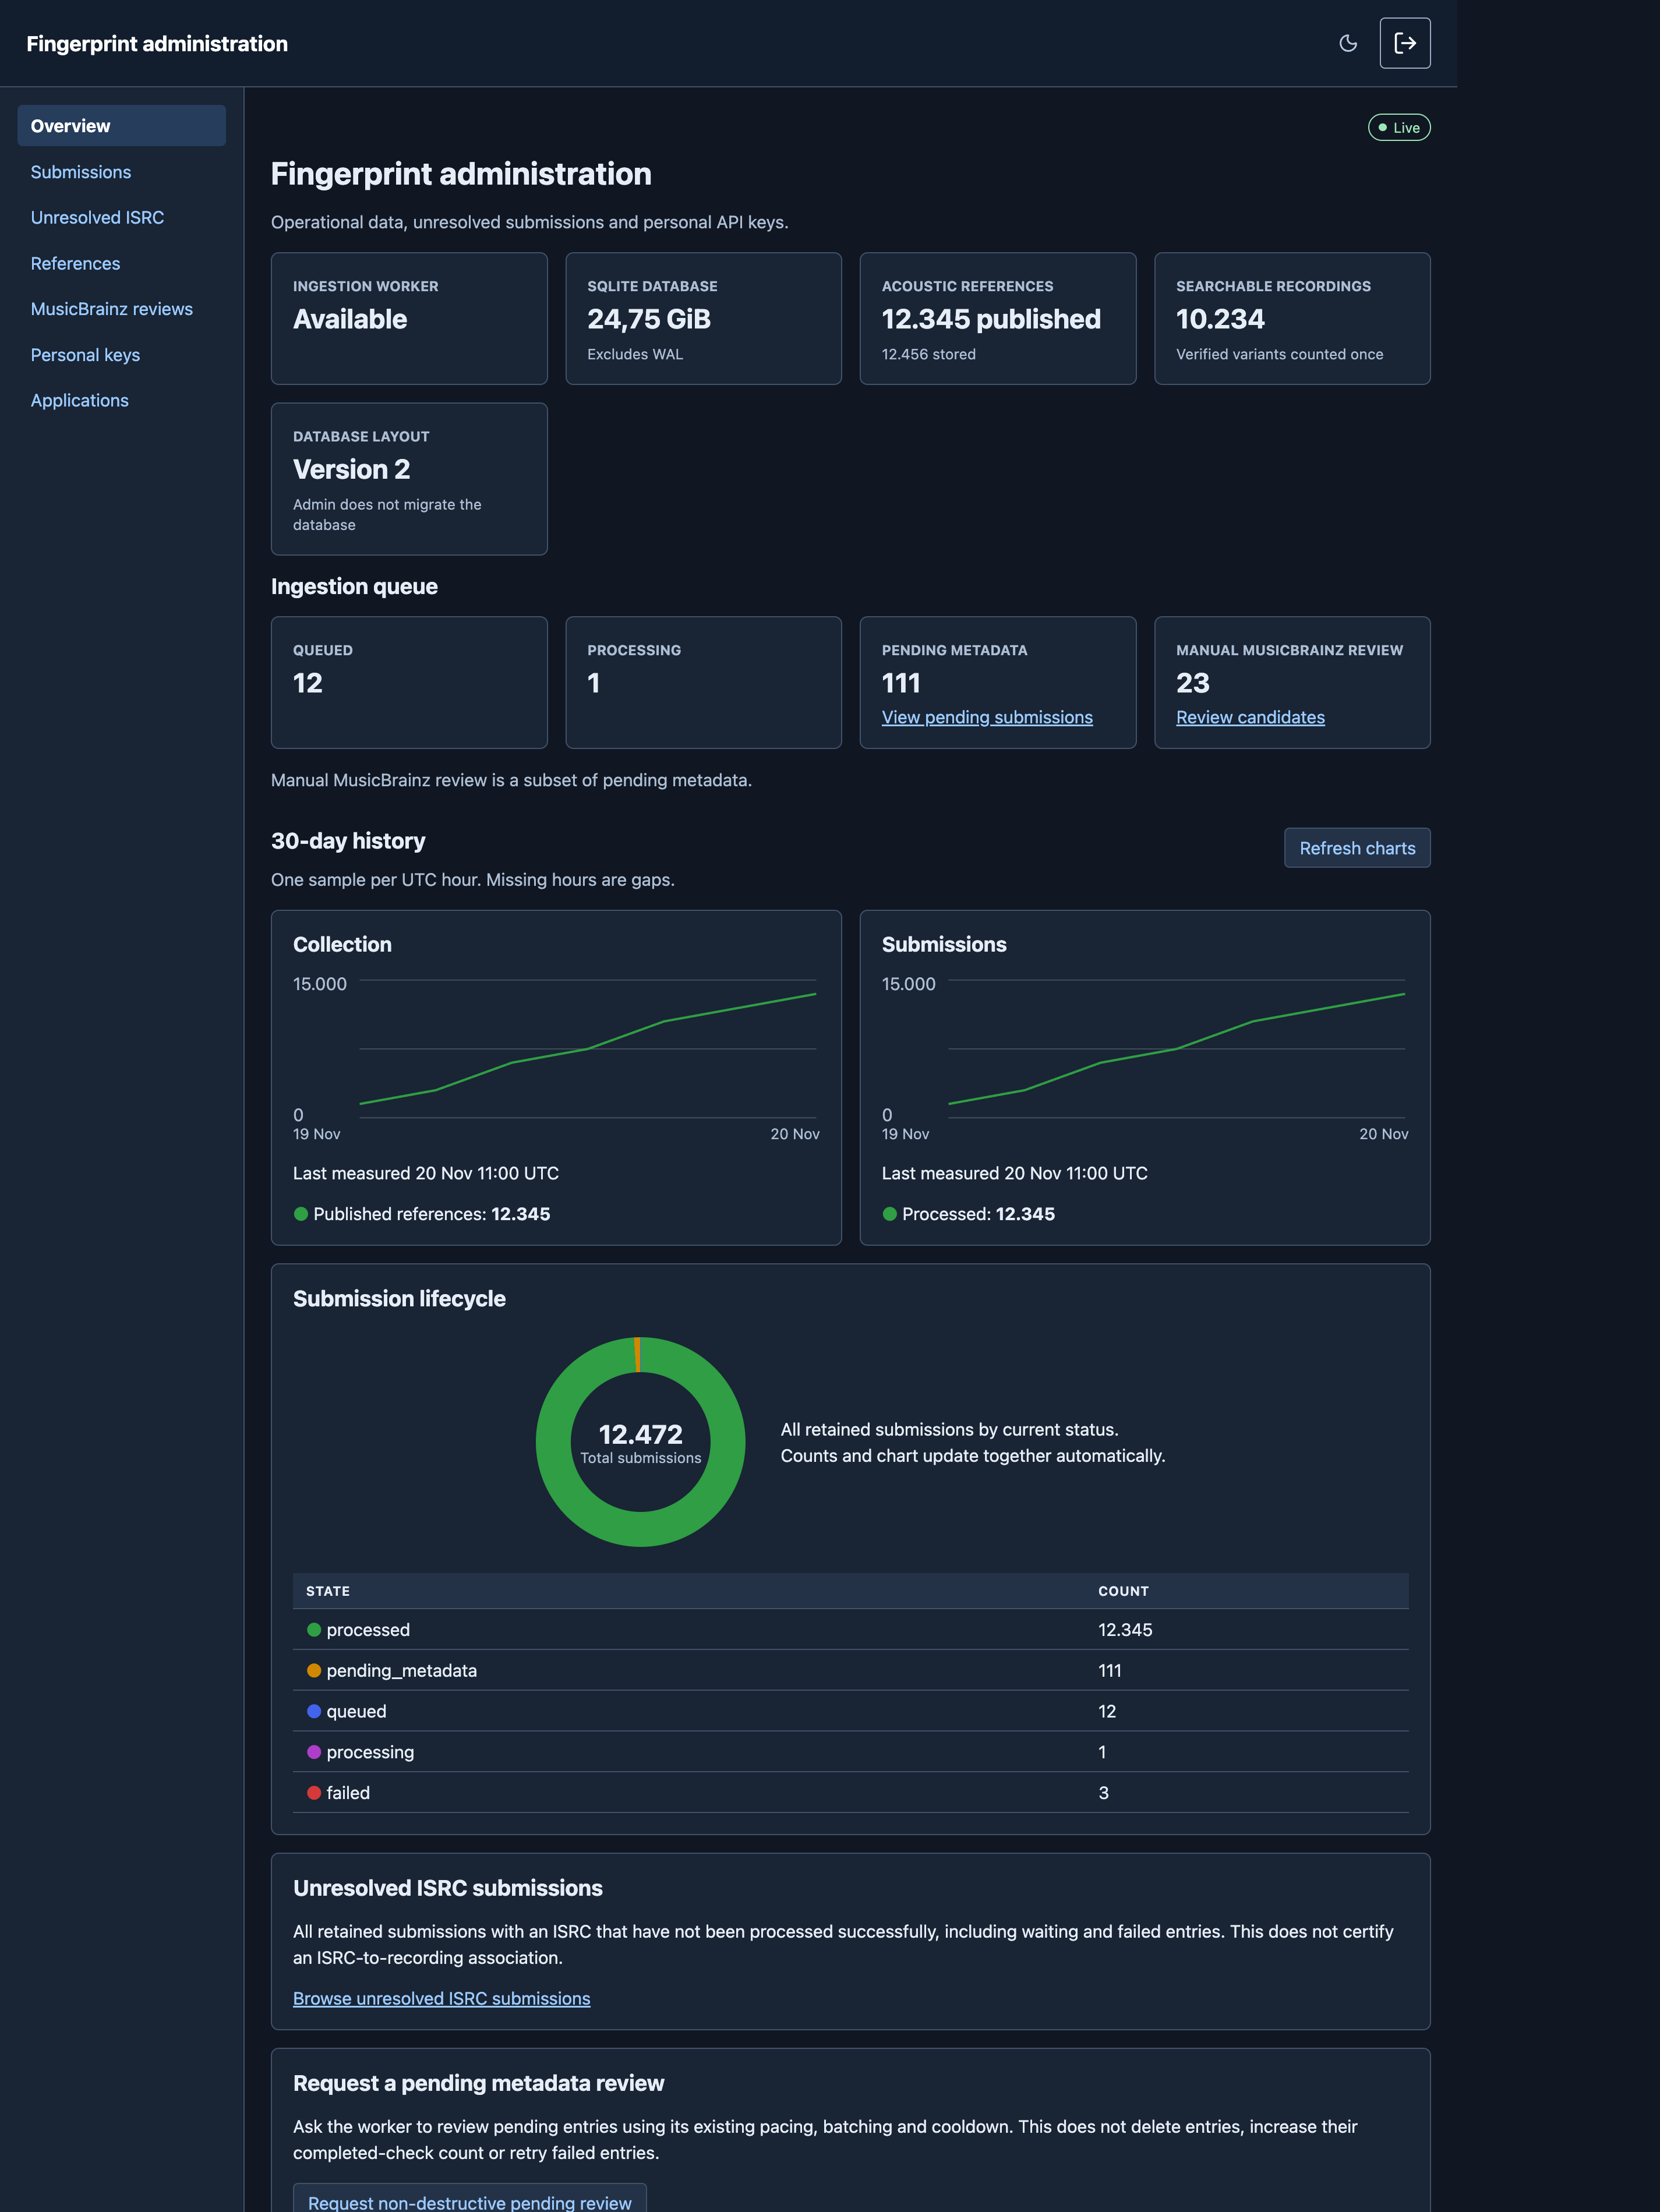 Fingerprint administration
Overview
Submissions
Unresolved ISRC
References
MusicBrainz reviews
Personal keys
Applications
Live
Fingerprint administration
Operational data, unresolved submissions and personal API keys.
INGESTION WORKER
Available
SQLITE DATABASE
24,75 GiB
Excludes WAL
ACOUSTIC REFERENCES
12.345 published
12.456 stored
SEARCHABLE RECORDINGS
10.234
Verified variants counted once
DATABASE LAYOUT
Version 2
Admin does not migrate the
database
Ingestion queue
QUEUED
12
PROCESSING
1
PENDING METADATA
111
View pending submissions
MANUAL MUSICBRAINZ REVIEW
23
Review candidates
Manual MusicBrainz review is a subset of pending metadata.
30-day history
Refresh charts
One sample per UTC hour. Missing hours are gaps.
Collection
15.000
0
19 Nov
20 Nov
Last measured 20 Nov 11:00 UTC
Published references: 12.345
Submissions
15.000
0
19 Nov
20 Nov
Last measured 20 Nov 11:00 UTC
Processed: 12.345
Submission lifecycle
12.472
Total submissions
All retained submissions by current status.
Counts and chart update together automatically.
STATE COUNT
processed 12.345
pending_metadata 111
queued 12
processing 1
failed 3
Unresolved ISRC submissions
All retained submissions with an ISRC that have not been processed successfully, including waiting and failed entries. This does not certify
an ISRC-to-recording association.
Browse unresolved ISRC submissions
Request a pending metadata review
Ask the worker to review pending entries using its existing pacing, batching and cooldown. This does not delete entries, increase their
completed-check count or retry failed entries.
Request non-destructive pending review